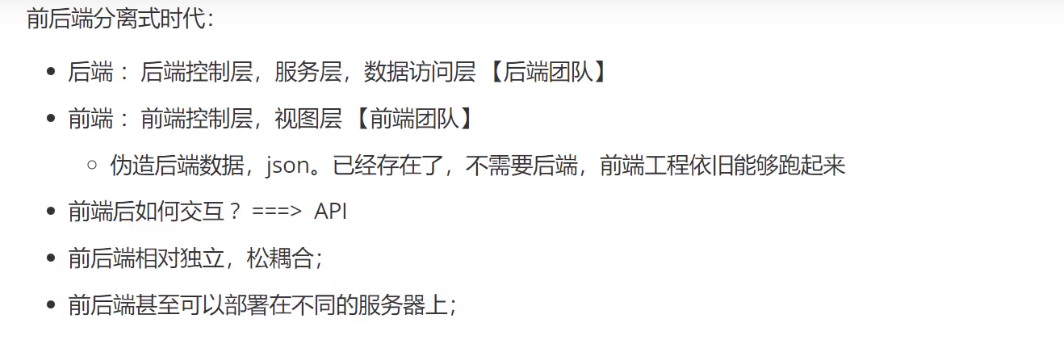 前后端分离式时代：
后端 ：后端控制层，服务层，数据访问层 【后端团队】
前端 ：前端控制层，视图层 【前端团队】
伪造后端数据，json。已经存在了，不需要后端，前端工程依旧能够跑起来
前端后如何交互？===> API
前后端相对独立，松耦合；
前后端甚至可以部署在不同的服务器上；